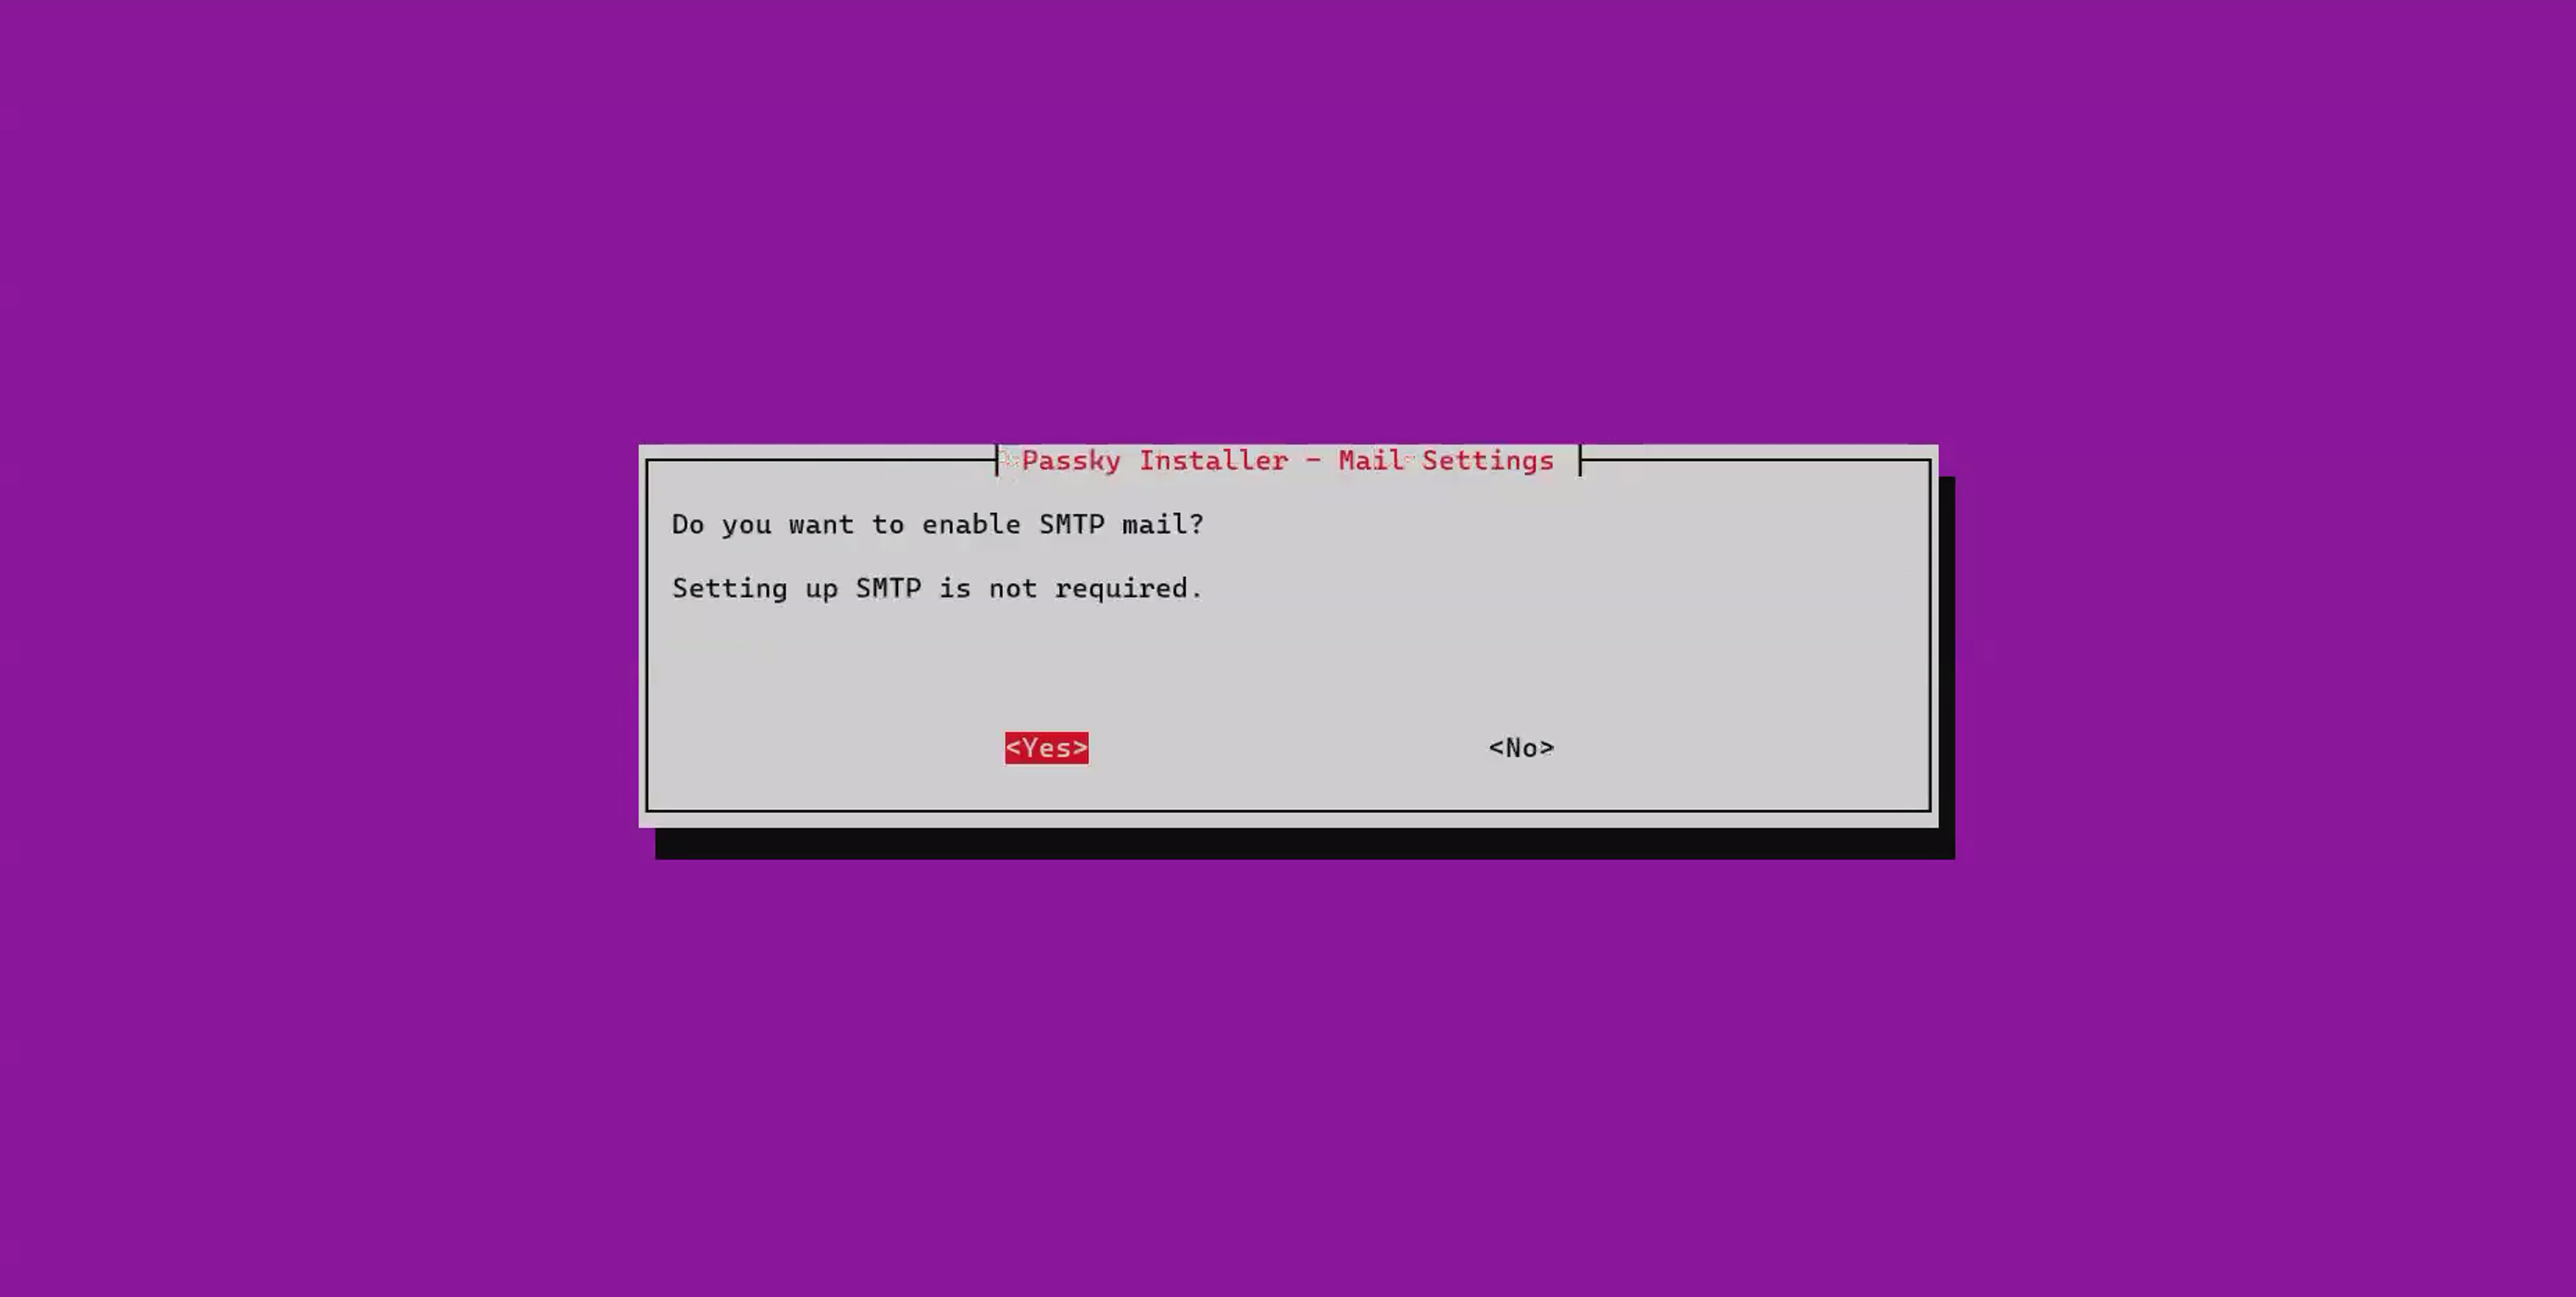 Passky Installer - Mail Settings
Do you want to enable SMTP mail?
Setting up SMTP is not required.
<Yes> <No>